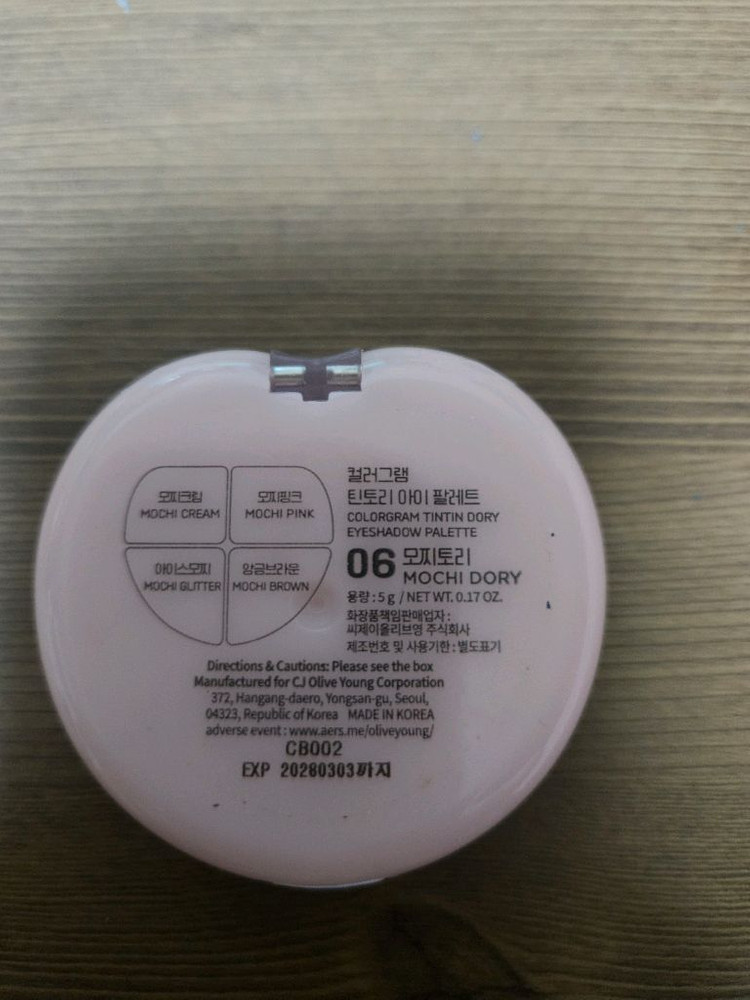 모찌크림
MOCHI CREAM
모찌핑크
MOCHI PINK
아이스모찌
MOCHI GLITTER
앙금브라운
MOCHI BROWN
컬러그램
틴토리 아이 팔레트
COLORGRAM TINTIN DORY
EYESHADOW PALETTE
06 모찌토리
MOCHI DORY
용량 : 5 g / NET WT. 0.17 OZ.
화장품책임판매업자 :
씨제이올리브영 주식회사
제조번호 및 사용기한 : 별도표기
Directions & Cautions: Please see the box
Manufactured for CJ Olive Young Corporation
372, Hangang-daero, Yongsan-gu, Seoul,
04323, Republic of Korea MADE IN KOREA
adverse event : www.aers.me/oliveyoung/
CB002
EXP 20280303까지